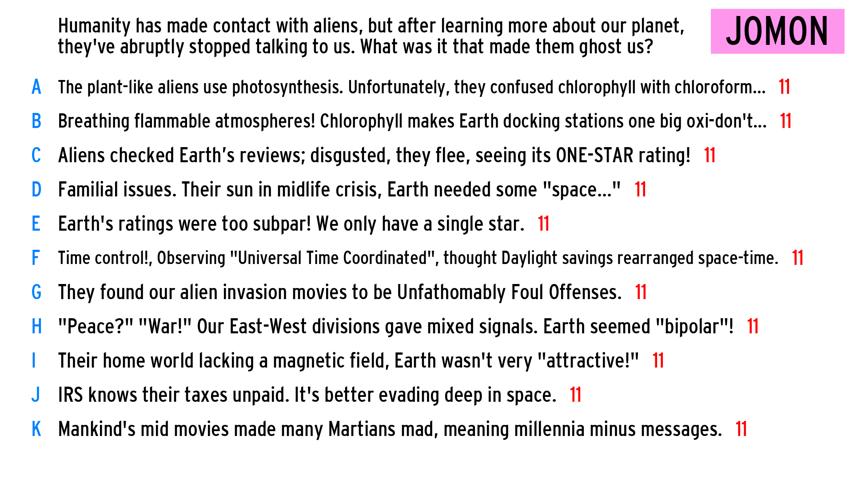 Humanity has made contact with aliens, but after learning more about our planet,
they've abruptly stopped talking to us. What was it that made them ghost us?
JOMON
A The plant-like aliens use photosynthesis. Unfortunately, they confused chlorophyll with chloroform... 11
B Breathing flammable atmospheres! Chlorophyll makes Earth docking stations one big oxi-don't... 11
C Aliens checked Earth's reviews; disgusted, they flee, seeing its ONE-STAR rating! 11
D Familial issues. Their sun in midlife crisis, Earth needed some "space..." 11
E Earth's ratings were too subpar! We only have a single star. 11
F Time control!, Observing "Universal Time Coordinated", thought Daylight savings rearranged space-time. 11
G They found our alien invasion movies to be Unfathomably Foul Offenses. 11
H "Peace?" "War!" Our East-West divisions gave mixed signals. Earth seemed "bipolar"! 11
I Their home world lacking a magnetic field, Earth wasn't very "attractive!" 11
J IRS knows their taxes unpaid. It's better evading deep in space. 11
K Mankind's mid movies made many Martians mad, meaning millennia minus messages. 11